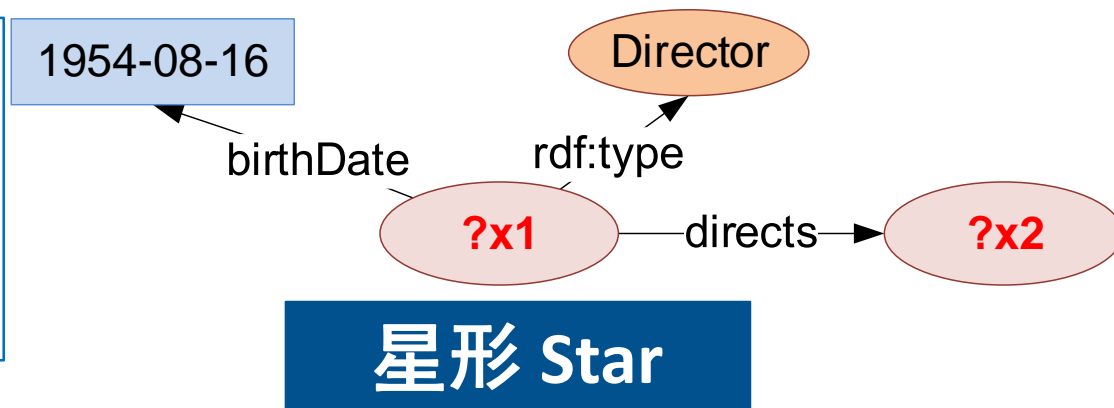 1954-08-16
Director
birthDate
rdf:type
?x1
directs
?x2
星形 Star